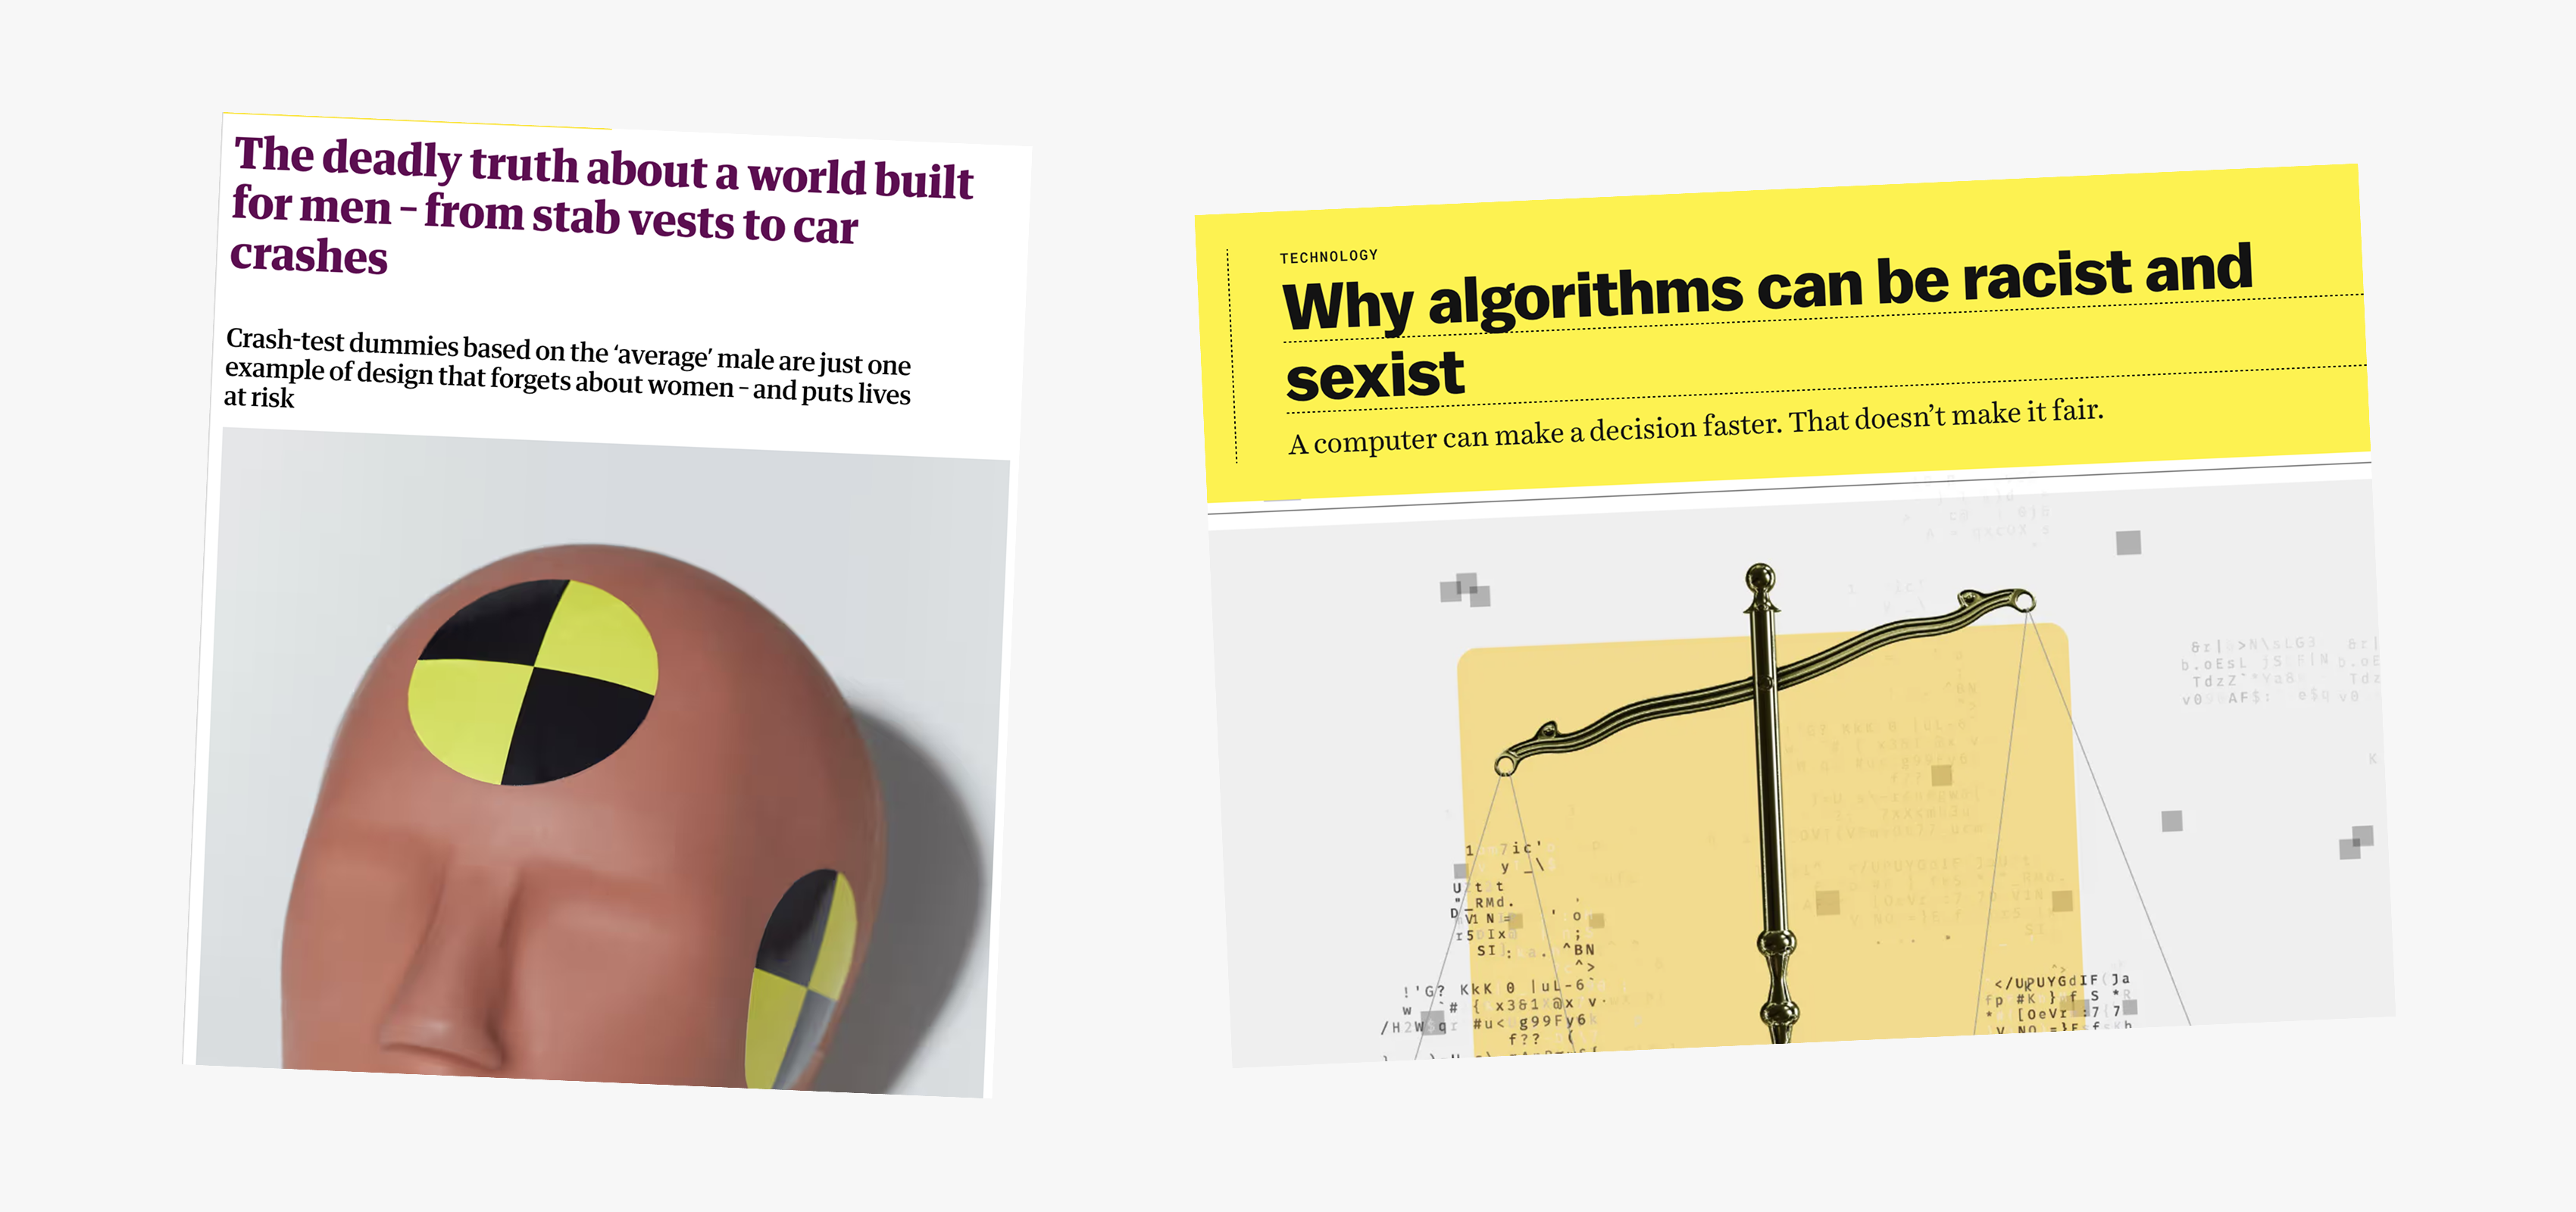 The deadly truth about a world built
for men – from stab vests to car
crashes
Crash-test dummies based on the ‘average’ male are just one
example of design that forgets about women – and puts lives
at risk
TECHNOLOGY
Why algorithms can be racist and
sexist
A computer can make a decision faster. That doesn’t make it fair.